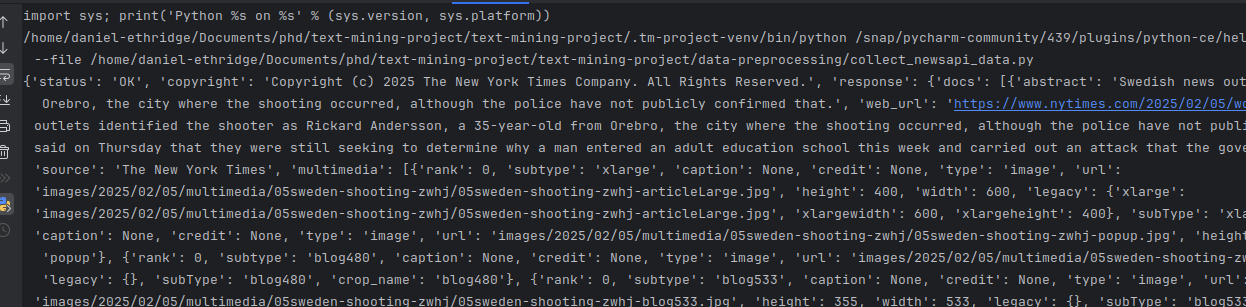 import sys; print('Python %s on %s' % (sys.version, sys.platform))
/home/daniel-ethridge/Documents/phd/text-mining-project/text-mining-project/.tm-project-venv/bin/python /snap/pycharm-community/439/plugins/python-ce/hel
--file /home/daniel-ethridge/Documents/phd/text-mining-project/text-mining-project/data-preprocessing/collect_newsapi_data.py
{'status': 'OK', 'copyright': 'Copyright (c) 2025 The New York Times Company. All Rights Reserved.', 'response': {'docs': [{'abstract': 'Swedish news out
Orebro, the city where the shooting occurred, although the police have not publicly confirmed that.', 'web_url': 'https://www.nytimes.com/2025/02/05/wo
outlets identified the shooter as Rickard Andersson, a 35-year-old from Orebro, the city where the shooting occurred, although the police have not publi
said on Thursday that they were still seeking to determine why a man entered an adult education school this week and carried out an attack that the gove
'source': 'The New York Times', 'multimedia': [{'rank': 0, 'subtype': 'xlarge', 'caption': None, 'credit': None, 'type': 'image', 'url':
'images/2025/02/05/multimedia/05sweden-shooting-zwhj/05sweden-shooting-zwhj-articleLarge.jpg', 'height': 400, 'width': 600, 'legacy': {'xlarge':
'images/2025/02/05/multimedia/05sweden-shooting-zwhj/05sweden-shooting-zwhj-articleLarge.jpg', 'xlargewidth': 600, 'xlargeheight': 400}, 'subType': 'xla
'caption': None, 'credit': None, 'type': 'image', 'url': 'images/2025/02/05/multimedia/05sweden-shooting-zwhj/05sweden-shooting-zwhj-popup.jpg', 'heigh
'popup'}, {'rank': 0, 'subtype': 'blog480', 'caption': None, 'credit': None, 'type': 'image', 'url': 'images/2025/02/05/multimedia/05sweden-shooting-zw
'legacy': {}, 'subType': 'blog480', 'crop_name': 'blog480'}, {'rank': 0, 'subtype': 'blog533', 'caption': None, 'credit': None, 'type': 'image', 'url':
'images/2025/02/05/multimedia/05sweden-shooting-zwhj/05sweden-shooting-zwhj-blog533.jpg', 'height': 355, 'width': 533, 'legacy': {}, 'subType': 'blog53